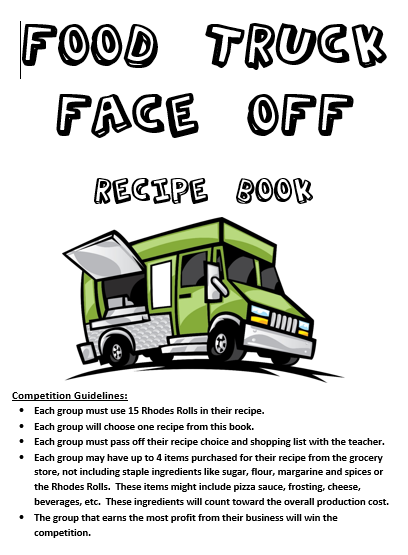 FOOD TRUCK
FACE OFF
RECIPE BOOK
Competition Guidelines:
• Each group must use 15 Rhodes Rolls in their recipe.
• Each group will choose one recipe from this book.
• Each group must pass off their recipe choice and shopping list with the teacher.
• Each group may have up to 4 items purchased for their recipe from the grocery
store, not including staple ingredients like sugar, flour, margarine and spices or
the Rhodes Rolls.  These items might include pizza sauce, frosting, cheese,
beverages, etc.  These ingredients will count toward the overall production cost.
• The group that earns the most profit from their business will win the
competition.